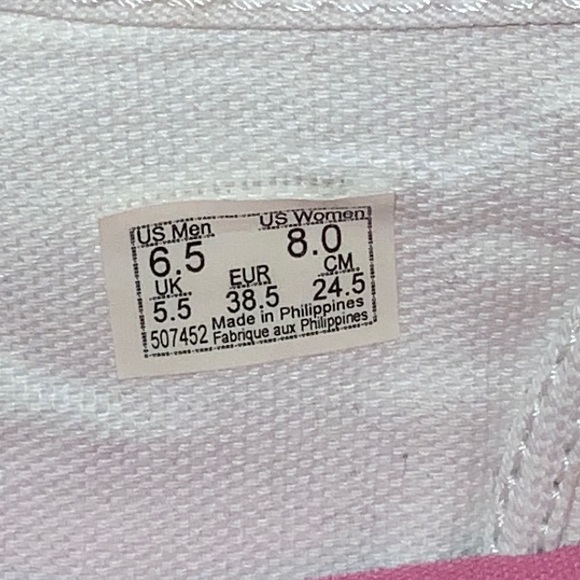 US Men US Women
6.5 8.0
UK EUR CM
5.5 38.5 24.5
Made in Philippines
507452 Fabrique aux Philippines